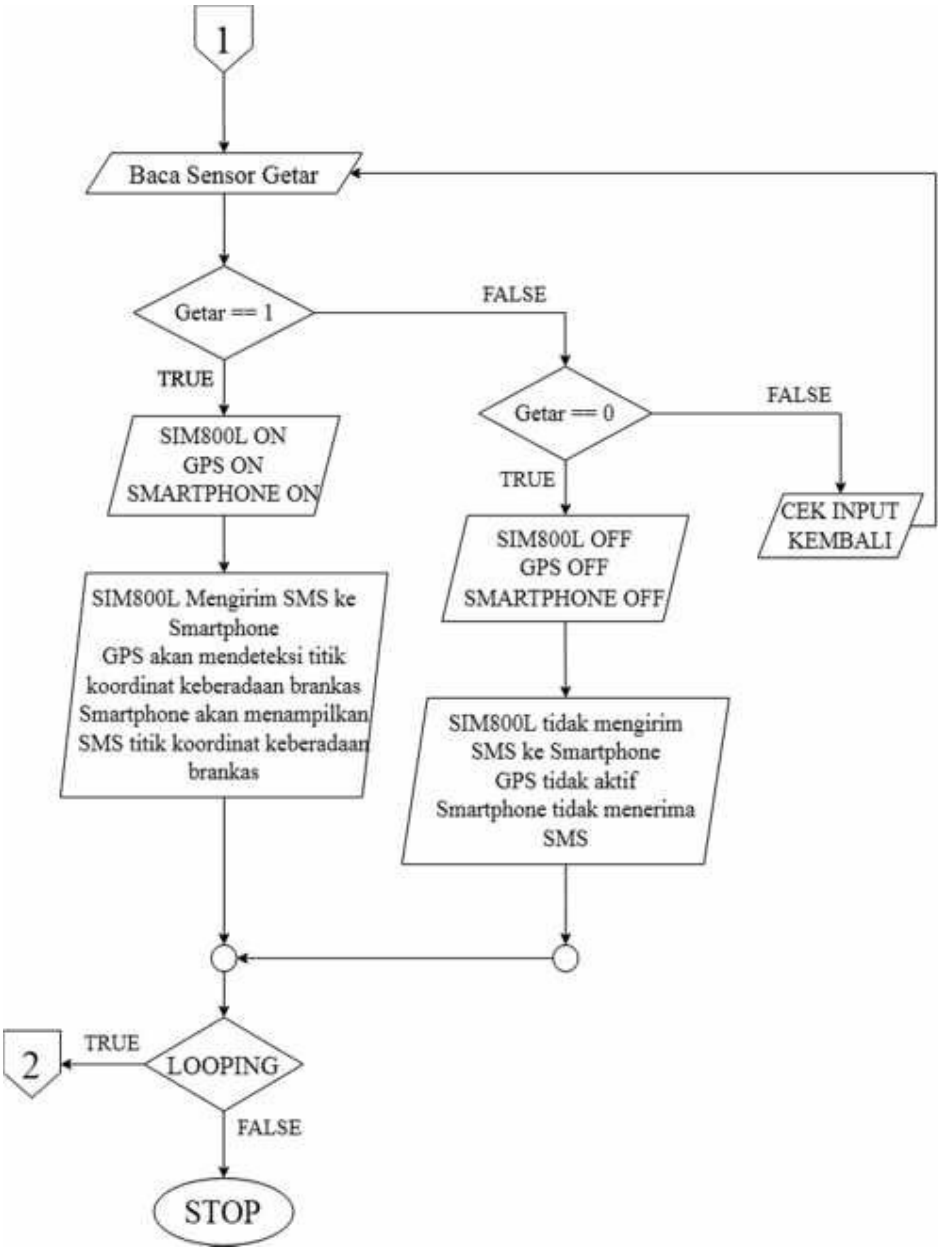 1
Baca Sensor Getar
Getar == 1
FALSE
TRUE
Getar == 0
FALSE
TRUE
SIM800L ON
GPS ON
SMARTPHONE ON
CEK INPUT
KEMBALI
SIM800L OFF
GPS OFF
SMARTPHONE OFF
SIM800L Mengirim SMS ke
Smartphone
GPS akan mendeteksi titik
koordinat keberadaan brankas
Smartphone akan menampilkan
SMS titik koordinat keberadaan
brankas
SIM800L tidak mengirim
SMS ke Smartphone
GPS tidak aktif
Smartphone tidak menerima
SMS
LOOPING
TRUE
2
FALSE
STOP